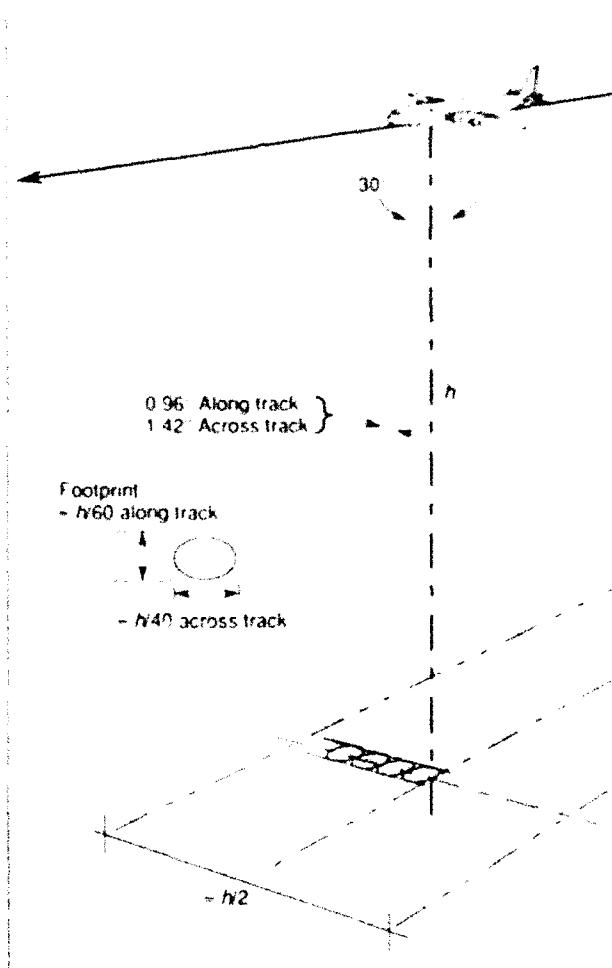 30
h
0.96° Along track
1.42° Across track
Footprint
~ h/60 along track
~ h/40 across track
~ h/2